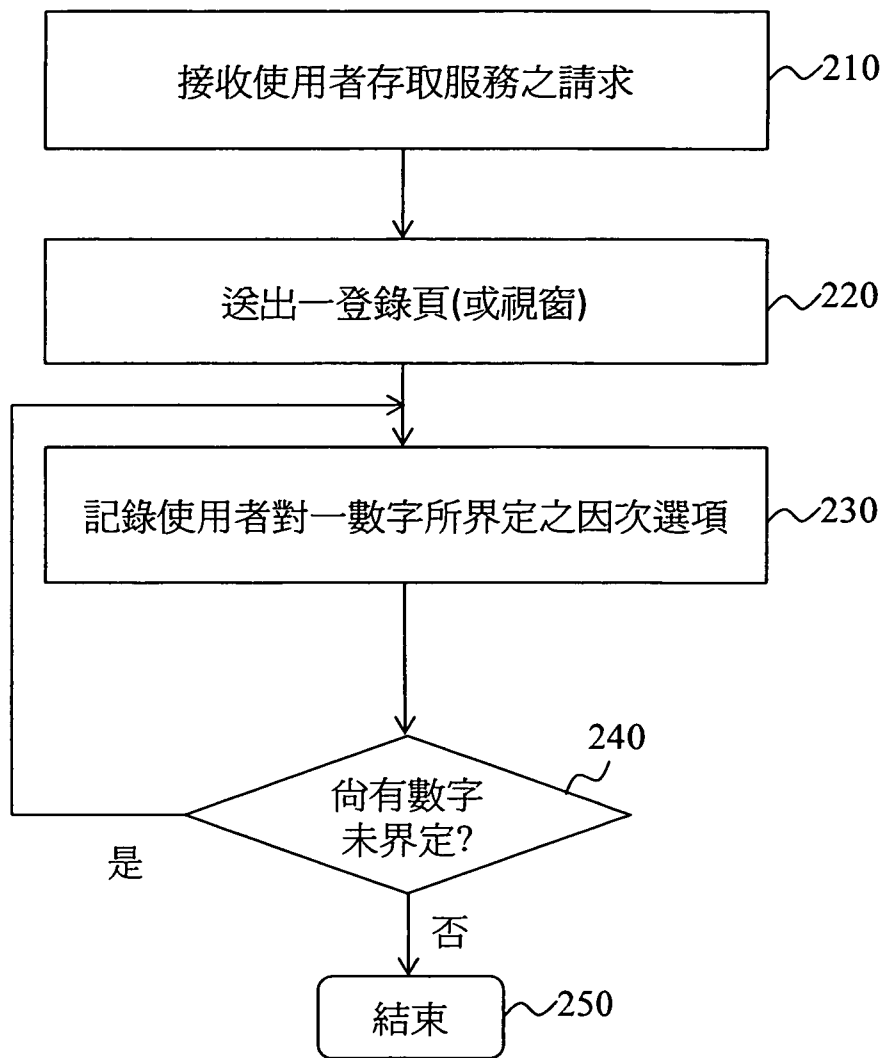 接收使用者存取服務之請求
210
送出一登錄頁(或視窗)
220
記錄使用者對一數字所界定之因次選項
230
240
尚有數字
未界定?
是
否
結束
250